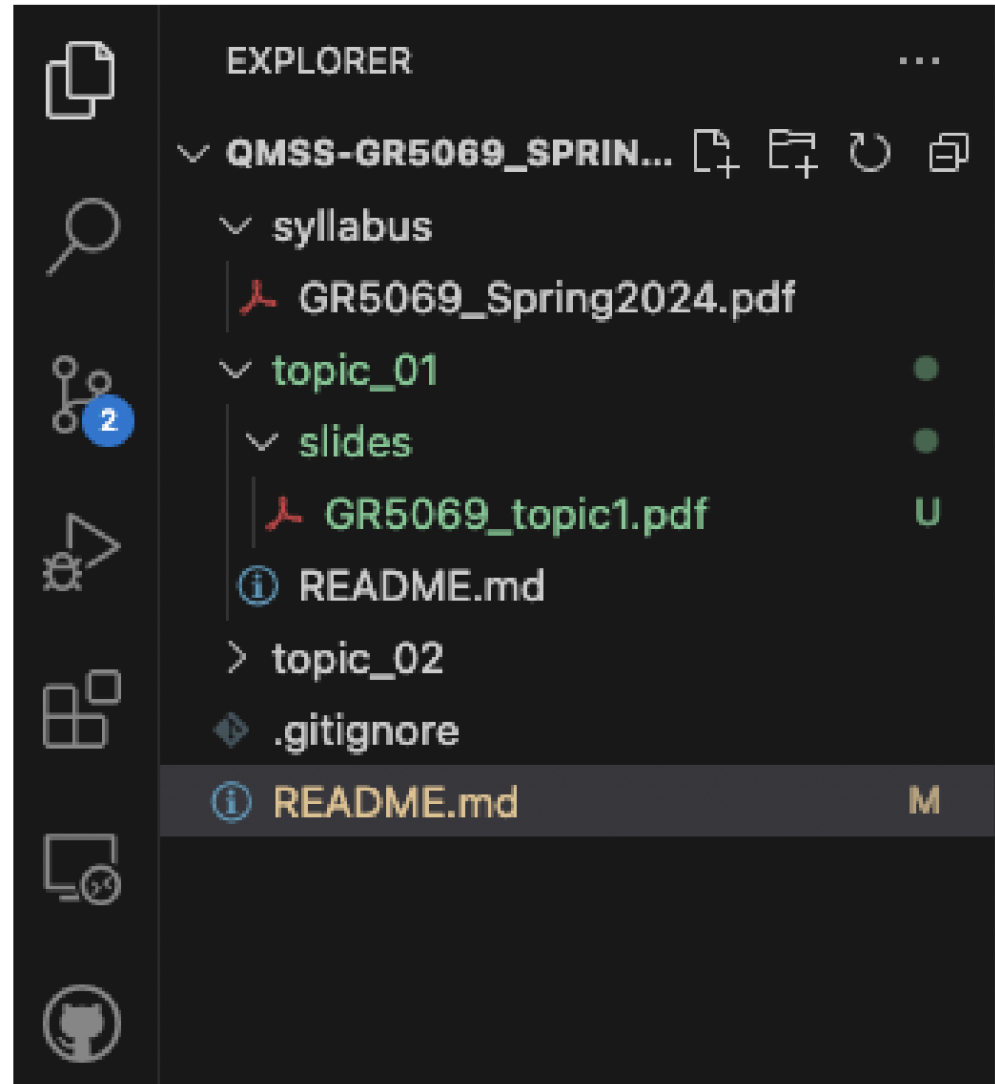 EXPLORER ...
QMSS-GR5069_SPRIN...
syllabus
GR5069_Spring2024.pdf
topic_01
2
slides
GR5069_topic1.pdf U
README.md
topic_02
.gitignore
README.md M